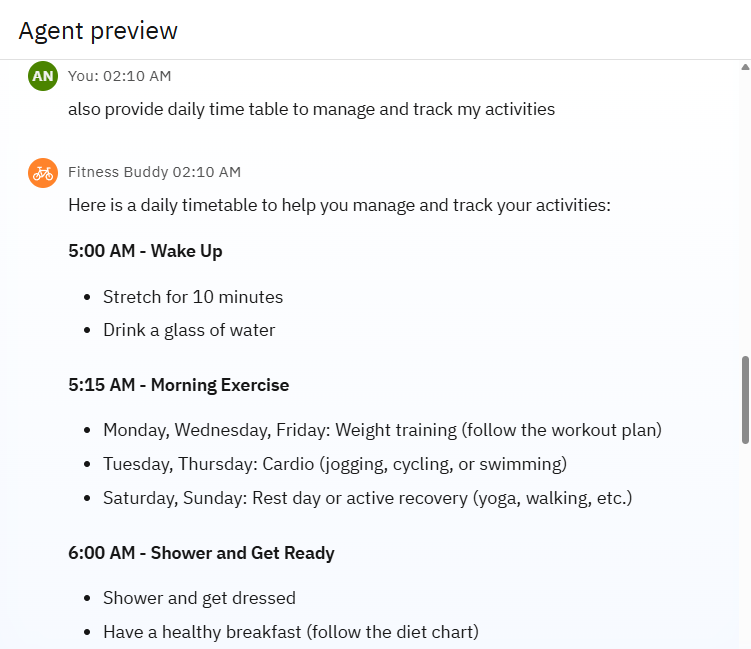 Agent preview
AN You: 02:10 AM
also provide daily time table to manage and track my activities
Fitness Buddy 02:10 AM
Here is a daily timetable to help you manage and track your activities:
5:00 AM - Wake Up
• Stretch for 10 minutes
• Drink a glass of water
5:15 AM - Morning Exercise
• Monday, Wednesday, Friday: Weight training (follow the workout plan)
• Tuesday, Thursday: Cardio (jogging, cycling, or swimming)
• Saturday, Sunday: Rest day or active recovery (yoga, walking, etc.)
6:00 AM - Shower and Get Ready
• Shower and get dressed
• Have a healthy breakfast (follow the diet chart)